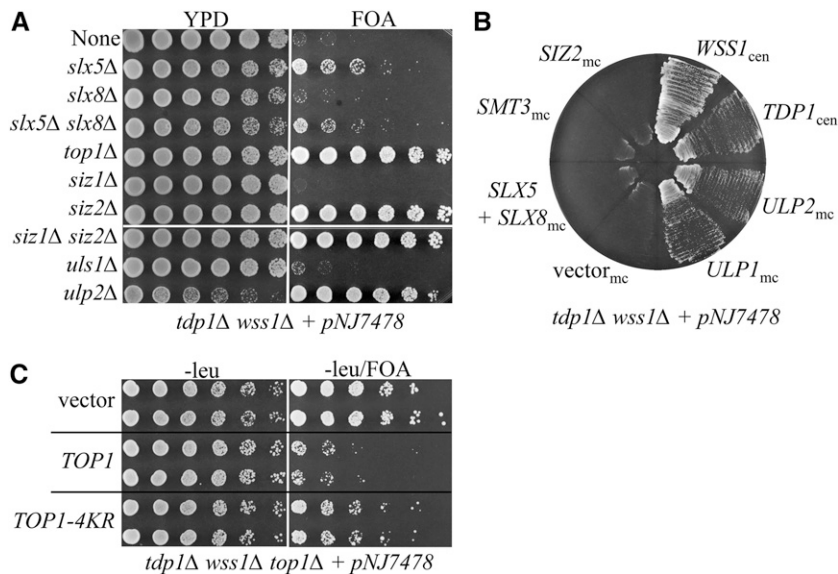 A
YPD FOA
None
slx5Δ
slx8Δ
slx5Δ slx8Δ
top1Δ
siz1Δ
siz2Δ
siz1Δ siz2Δ
uls1Δ
ulp2Δ
tdp1Δ wss1Δ + pNJ7478
B
SIZ2mc
WSS1cen
SMT3mc
TDP1cen
SLX5
+ SLX8mc
ULP2mc
vectormc
ULP1mc
tdp1Δ wss1Δ + pNJ7478
C
-leu -leu/FOA
vector
TOP1
TOP1-4KR
tdp1Δ wss1Δ top1Δ + pNJ7478